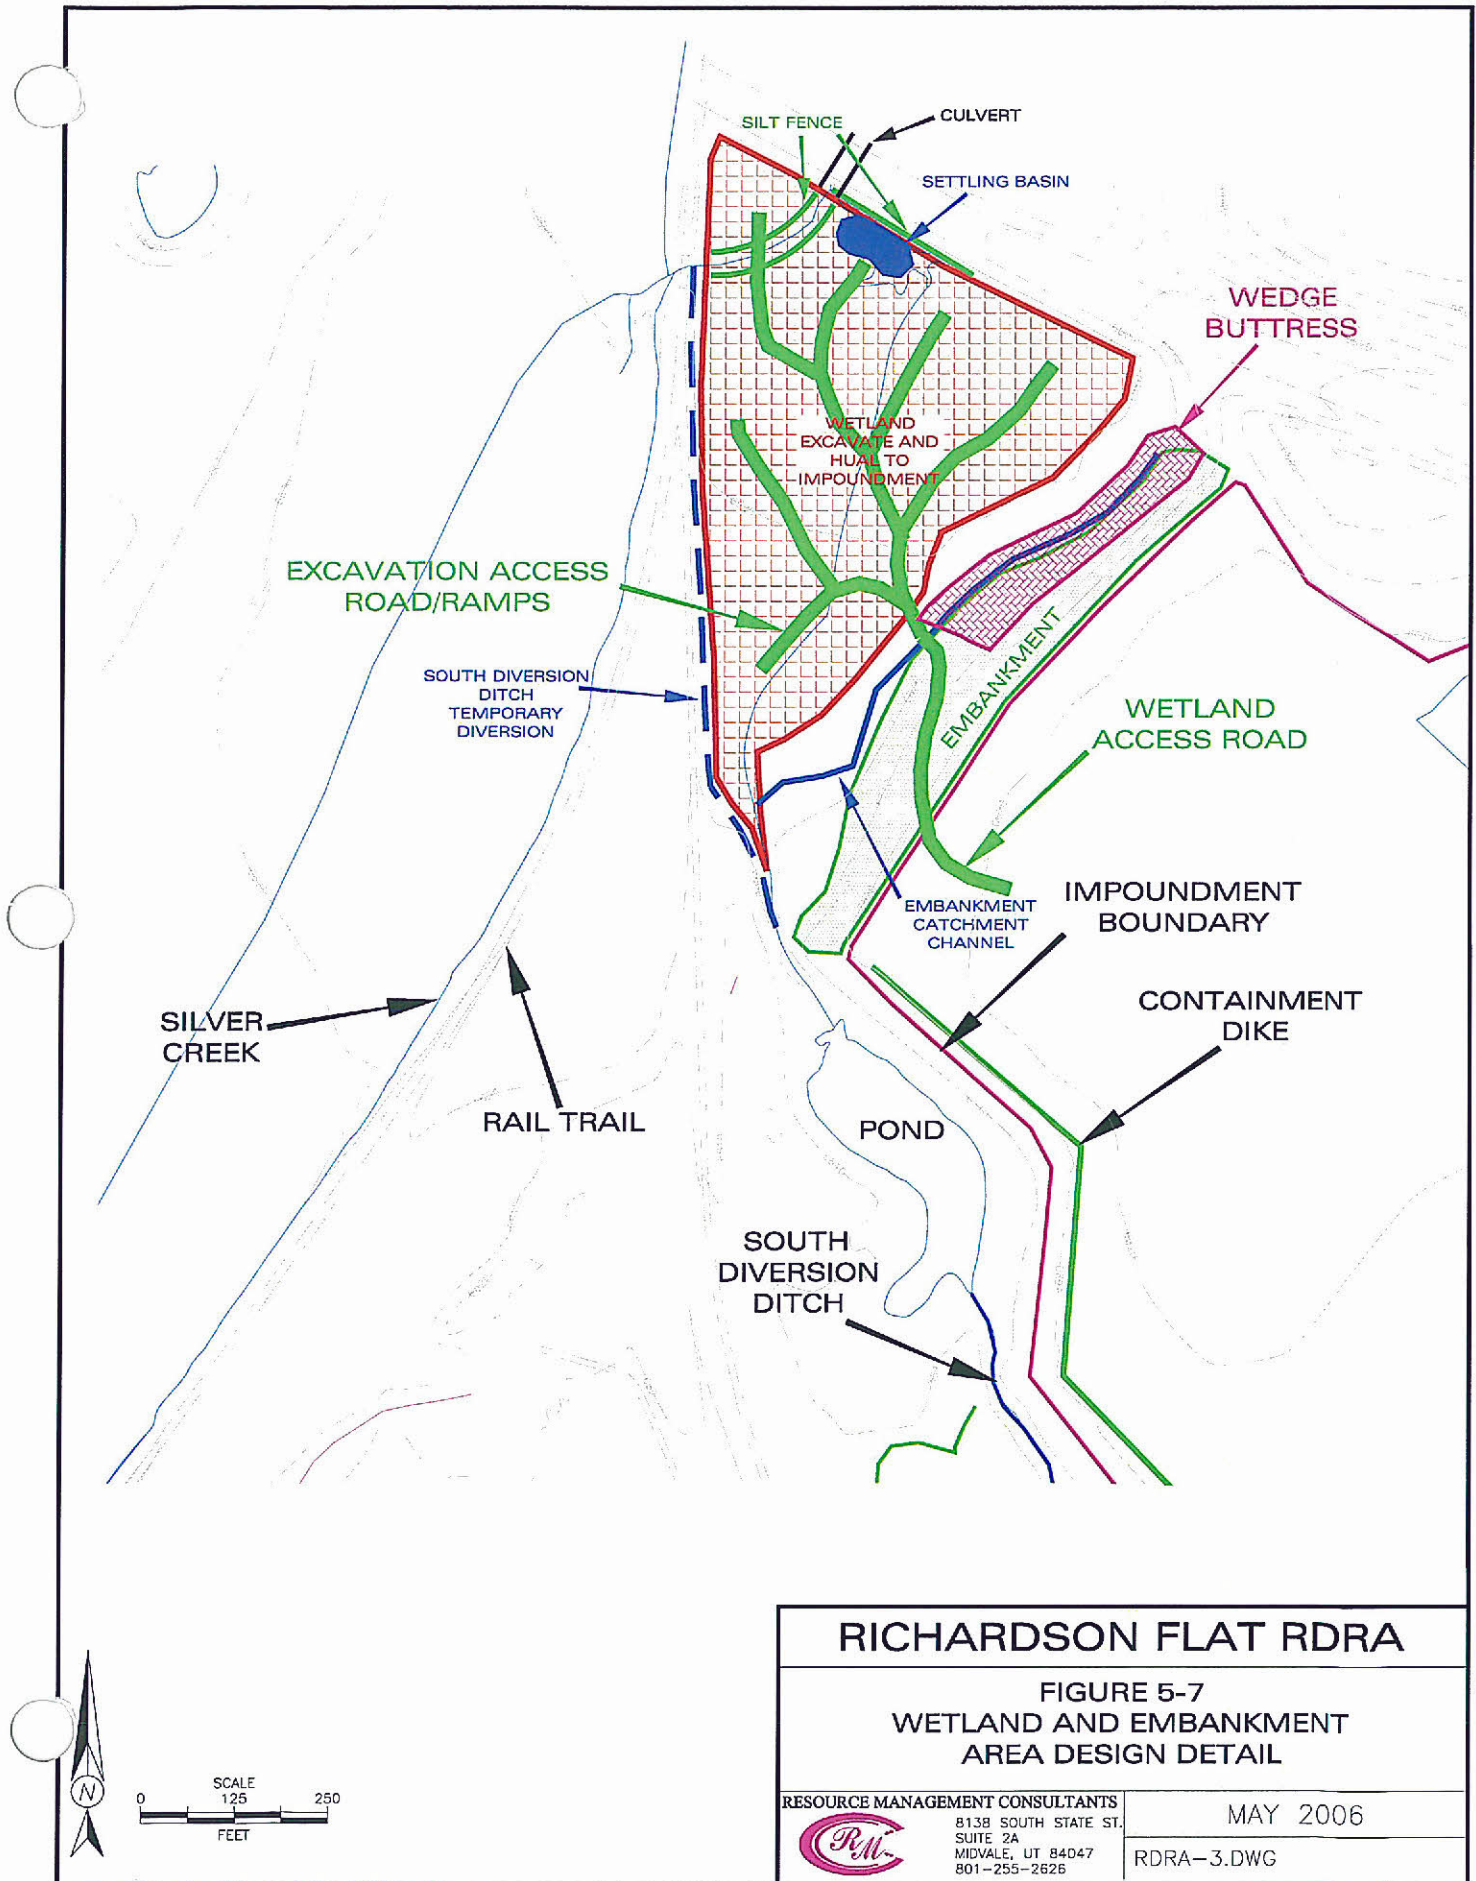 CULVERT
SILT FENCE
SETTLING BASIN
WEDGE
BUTTRESS
WETLAND
EXCAVATE AND
HUAL TO
IMPOUNDMENT
EXCAVATION ACCESS
ROAD/RAMPS
EMBANKMENT
SOUTH DIVERSION
DITCH
TEMPORARY
DIVERSION
WETLAND
ACCESS ROAD
EMBANKMENT
CATCHMENT
CHANNEL
IMPOUNDMENT
BOUNDARY
CONTAINMENT
DIKE
SILVER
CREEK
RAIL TRAIL
POND
SOUTH
DIVERSION
DITCH
N
SCALE
0 125 250
FEET
RICHARDSON FLAT RDRA
FIGURE 5-7
WETLAND AND EMBANKMENT
AREA DESIGN DETAIL
RESOURCE MANAGEMENT CONSULTANTS
RMC
8138 SOUTH STATE ST.
SUITE 2A
MIDVALE, UT 84047
801-255-2626
MAY 2006
RDRA-3.DWG